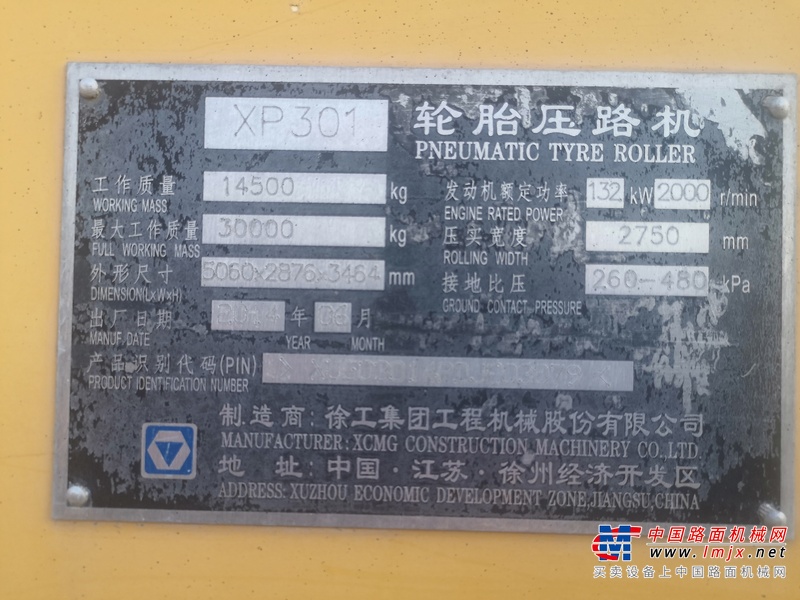 XP301
轮胎压路机
PNEUMATIC TYRE ROLLER
工作质量 14500 kg
WORKING MASS
发动机额定功率 132 kW 2000 r/min
ENGINE RATED POWER
最大工作质量 30000 kg
FULL WORKING MASS
压实宽度 2750 mm
ROLLING WIDTH
外形尺寸 5060×2876×3464 mm
DIMENSION(L×W×H)
接地比压 260—480 kPa
GROUND CONTACT PRESSURE
出厂日期 年 06 月
MANUF. DATE YEAR MONTH
产品识别代码(PIN)
PRODUCT IDENTIFICATION NUMBER
制造商:徐工集团工程机械股份有限公司
MANUFACTURER:XCMG CONSTRUCTION MACHINERY CO.,LTD.
地 址:中国·江苏·徐州经济开发区
ADDRESS: XUZHOU ECONOMIC DEVELOPMENT ZONE,JIANGSU,CHINA
中国路面机械网
www.lmjx.net
买卖设备上中国路面机械网